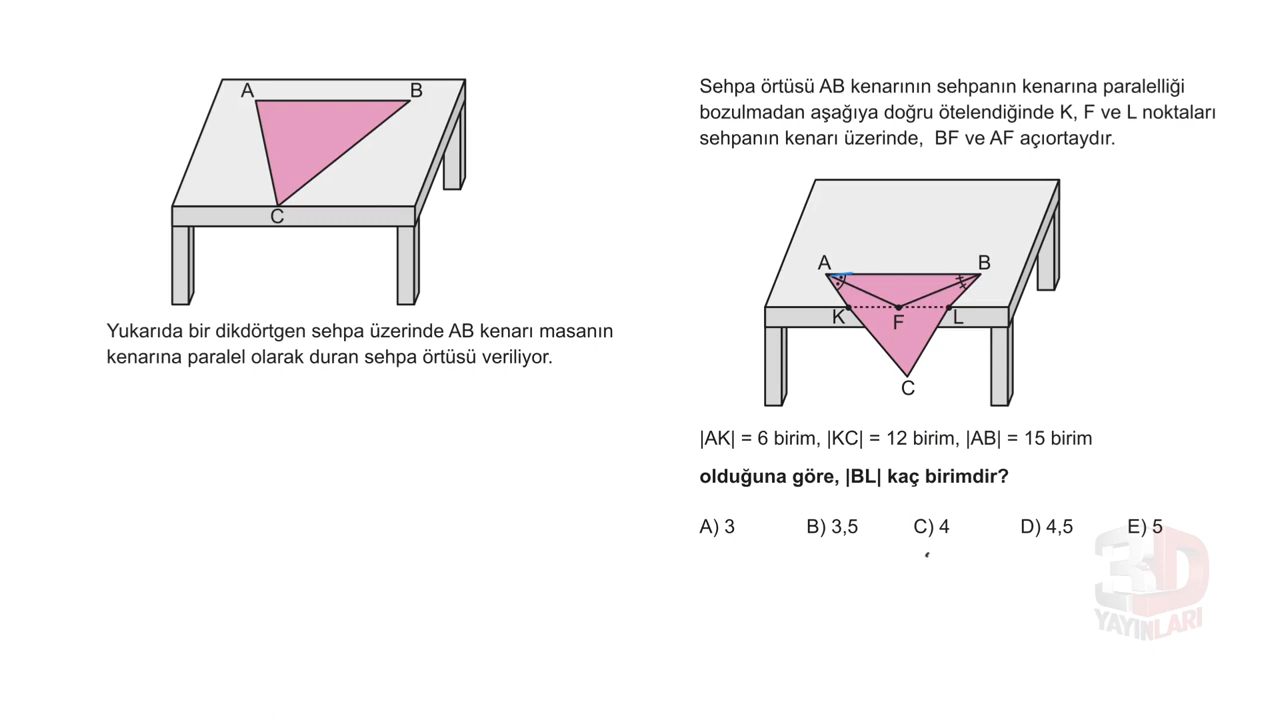 A
B
C
Yukarıda bir dikdörtgen sehpa üzerinde AB kenarı masanın
kenarına paralel olarak duran sehpa örtüsü veriliyor.
Sehpa örtüsü AB kenarının sehpanın kenarına paralelliği
bozulmadan aşağıya doğru ötelendiğinde K, F ve L noktaları
sehpanın kenarı üzerinde,  BF ve AF açıortaydır.
A
B
K
F
L
C
|AK| = 6 birim, |KC| = 12 birim, |AB| = 15 birim
olduğuna göre, |BL| kaç birimdir?
A) 3 B) 3,5 C) 4 D) 4,5 E) 5
3D
YAYINLARI